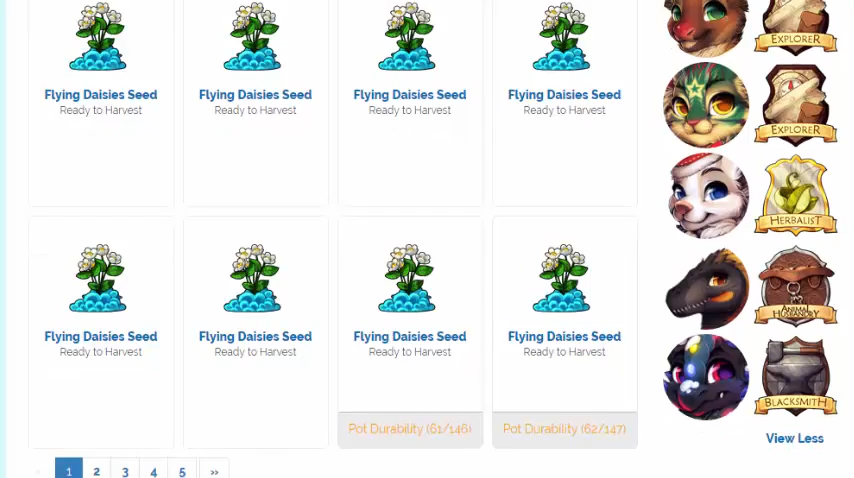 Flying Daisies Seed
Ready to Harvest
Flying Daisies Seed
Ready to Harvest
Flying Daisies Seed
Ready to Harvest
Flying Daisies Seed
Ready to Harvest
Flying Daisies Seed
Ready to Harvest
Flying Daisies Seed
Ready to Harvest
Flying Daisies Seed
Ready to Harvest
Pot Durability (61/146)
Flying Daisies Seed
Ready to Harvest
Pot Durability (62/147)
1 2 3 4 5 »
EXPLORER
EXPLORER
HERBALIST
ANIMAL
HUSBANDRY
BLACKSMITH
View Less